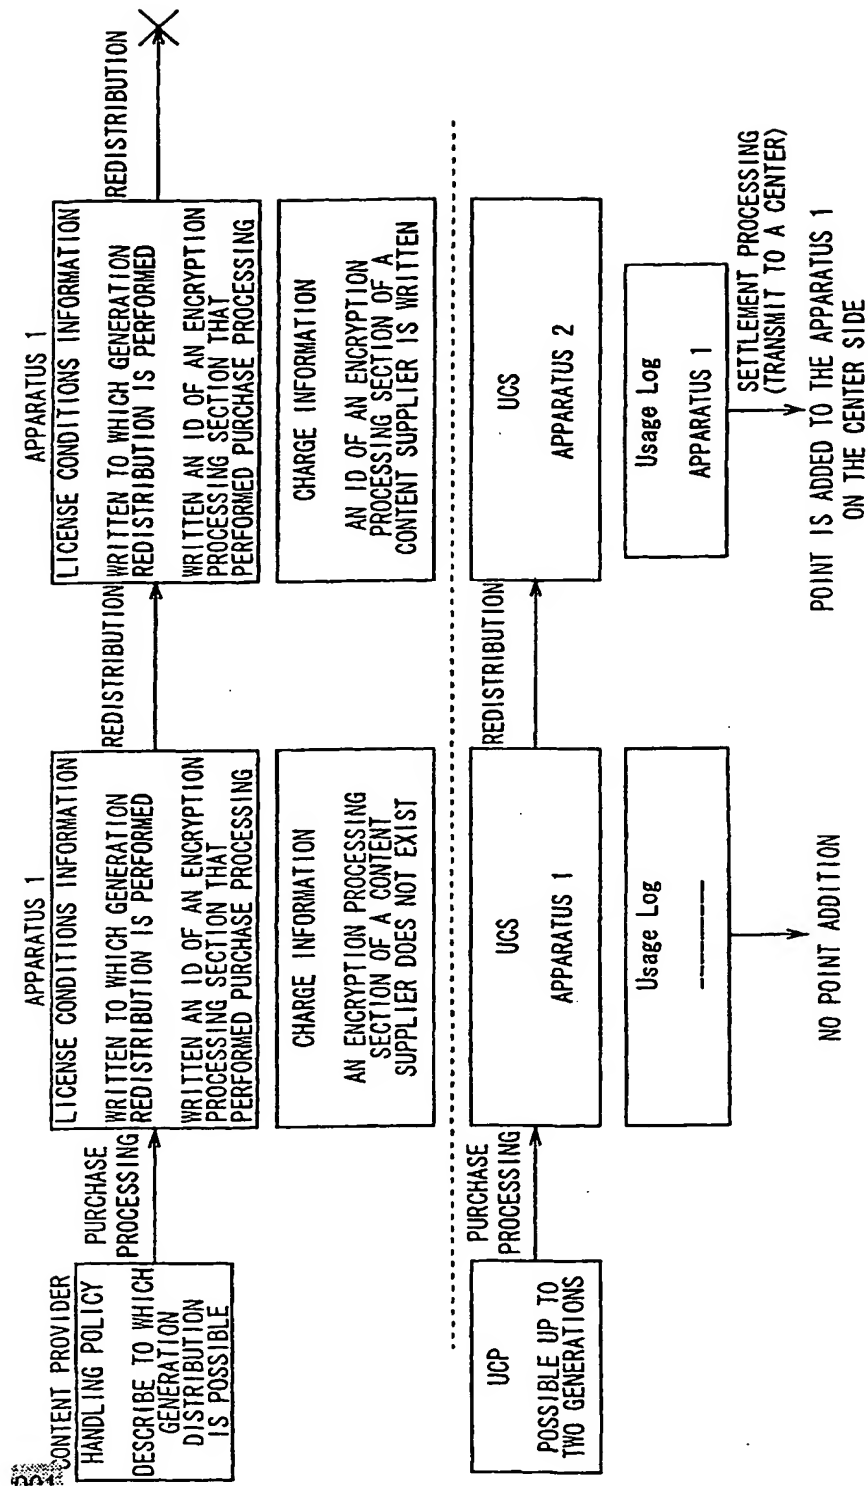 CONTENT PROVIDER
HANDLING POLICY
DESCRIBE TO WHICH
GENERATION
DISTRIBUTION
IS POSSIBLE
PURCHASE
PROCESSING
APPARATUS 1
LICENSE CONDITIONS INFORMATION
WRITTEN TO WHICH GENERATION
REDISTRIBUTION IS PERFORMED
WRITTEN AN ID OF AN ENCRYPTION
PROCESSING SECTION THAT
PERFORMED PURCHASE PROCESSING
CHARGE INFORMATION
AN ENCRYPTION PROCESSING
SECTION OF A CONTENT
SUPPLIER DOES NOT EXIST
REDISTRIBUTION
APPARATUS 1
LICENSE CONDITIONS INFORMATION
WRITTEN TO WHICH GENERATION
REDISTRIBUTION IS PERFORMED
WRITTEN AN ID OF AN ENCRYPTION
PROCESSING SECTION THAT
PERFORMED PURCHASE PROCESSING
CHARGE INFORMATION
AN ID OF AN ENCRYPTION
PROCESSING SECTION OF A
CONTENT SUPPLIER IS WRITTEN
REDISTRIBUTION
UCP
POSSIBLE UP TO
TWO GENERATIONS
PURCHASE
PROCESSING
UCS
APPARATUS 1
Usage Log
NO POINT ADDITION
REDISTRIBUTION
UCS
APPARATUS 2
Usage Log
APPARATUS 1
SETTLEMENT PROCESSING
(TRANSMIT TO A CENTER)
POINT IS ADDED TO THE APPARATUS 1
ON THE CENTER SIDE